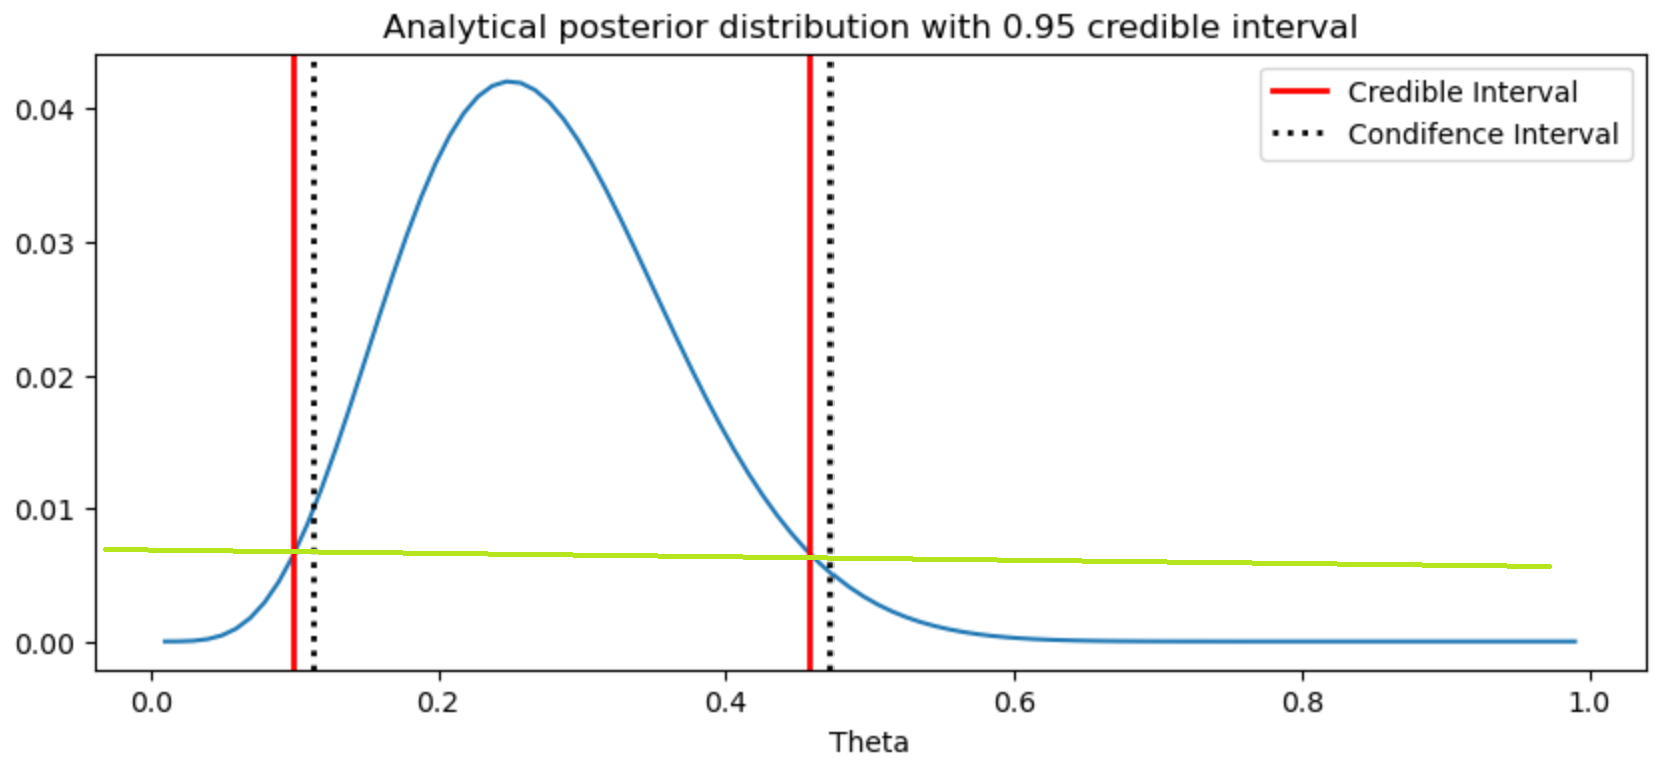 Analytical posterior distribution with 0.95 credible interval
Credible Interval
Condifence Interval
0.04
0.03
0.02
0.01
0.00
0.0 0.2 0.4 0.6 0.8 1.0
Theta